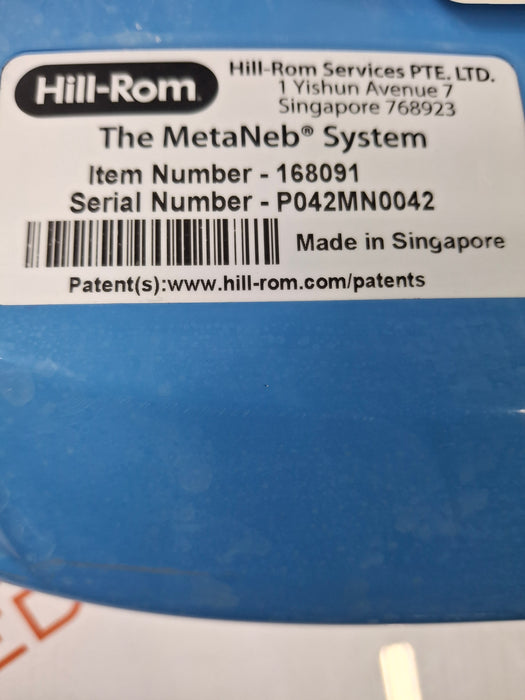 Hill-Rom®
Hill-Rom Services PTE. LTD.
1 Yishun Avenue 7
Singapore 768923
The MetaNeb® System
Item Number - 168091
Serial Number - P042MN0042
Made in Singapore
Patent(s):www.hill-rom.com/patents